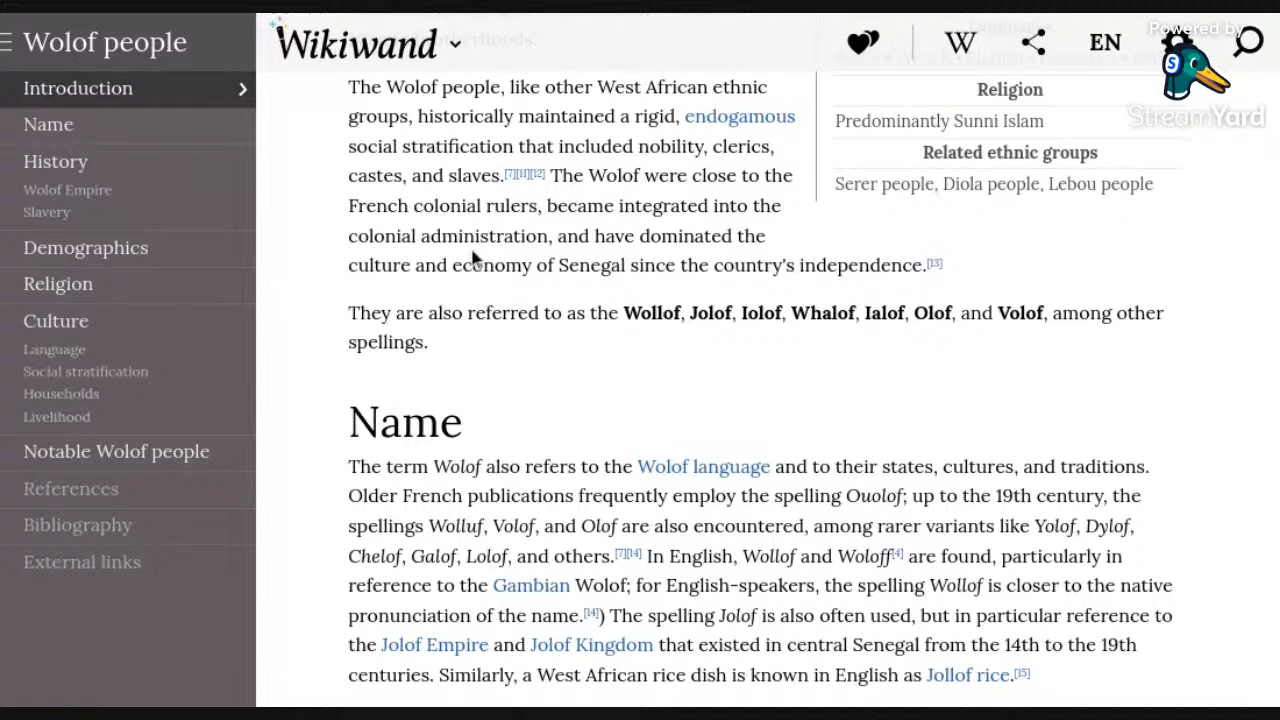 Wolof people
Introduction
Name
History
Wolof Empire
Slavery
Demographics
Religion
Culture
Language
Social stratification
Households
Livelihood
Notable Wolof people
References
Bibliography
External links
Wikiwand
W
EN
Powered by
S
StreamYard
The Wolof people, like other West African ethnic
groups, historically maintained a rigid, endogamous
social stratification that included nobility, clerics,
castes, and slaves.[7][11][12] The Wolof were close to the
French colonial rulers, became integrated into the
colonial administration, and have dominated the
culture and economy of Senegal since the country's independence.[13]
Religion
Predominantly Sunni Islam
Related ethnic groups
Serer people, Diola people, Lebou people
They are also referred to as the Wollof, Jolof, Iolof, Whalof, Ialof, Olof, and Volof, among other
spellings.
Name
The term Wolof also refers to the Wolof language and to their states, cultures, and traditions.
Older French publications frequently employ the spelling Ouolof; up to the 19th century, the
spellings Wolluf, Volof, and Olof are also encountered, among rarer variants like Yolof, Dylof,
Chelof, Galof, Lolof, and others.[7][14] In English, Wollof and Woloff[4] are found, particularly in
reference to the Gambian Wolof; for English-speakers, the spelling Wollof is closer to the native
pronunciation of the name.[14]) The spelling Jolof is also often used, but in particular reference to
the Jolof Empire and Jolof Kingdom that existed in central Senegal from the 14th to the 19th
centuries. Similarly, a West African rice dish is known in English as Jollof rice.[15]